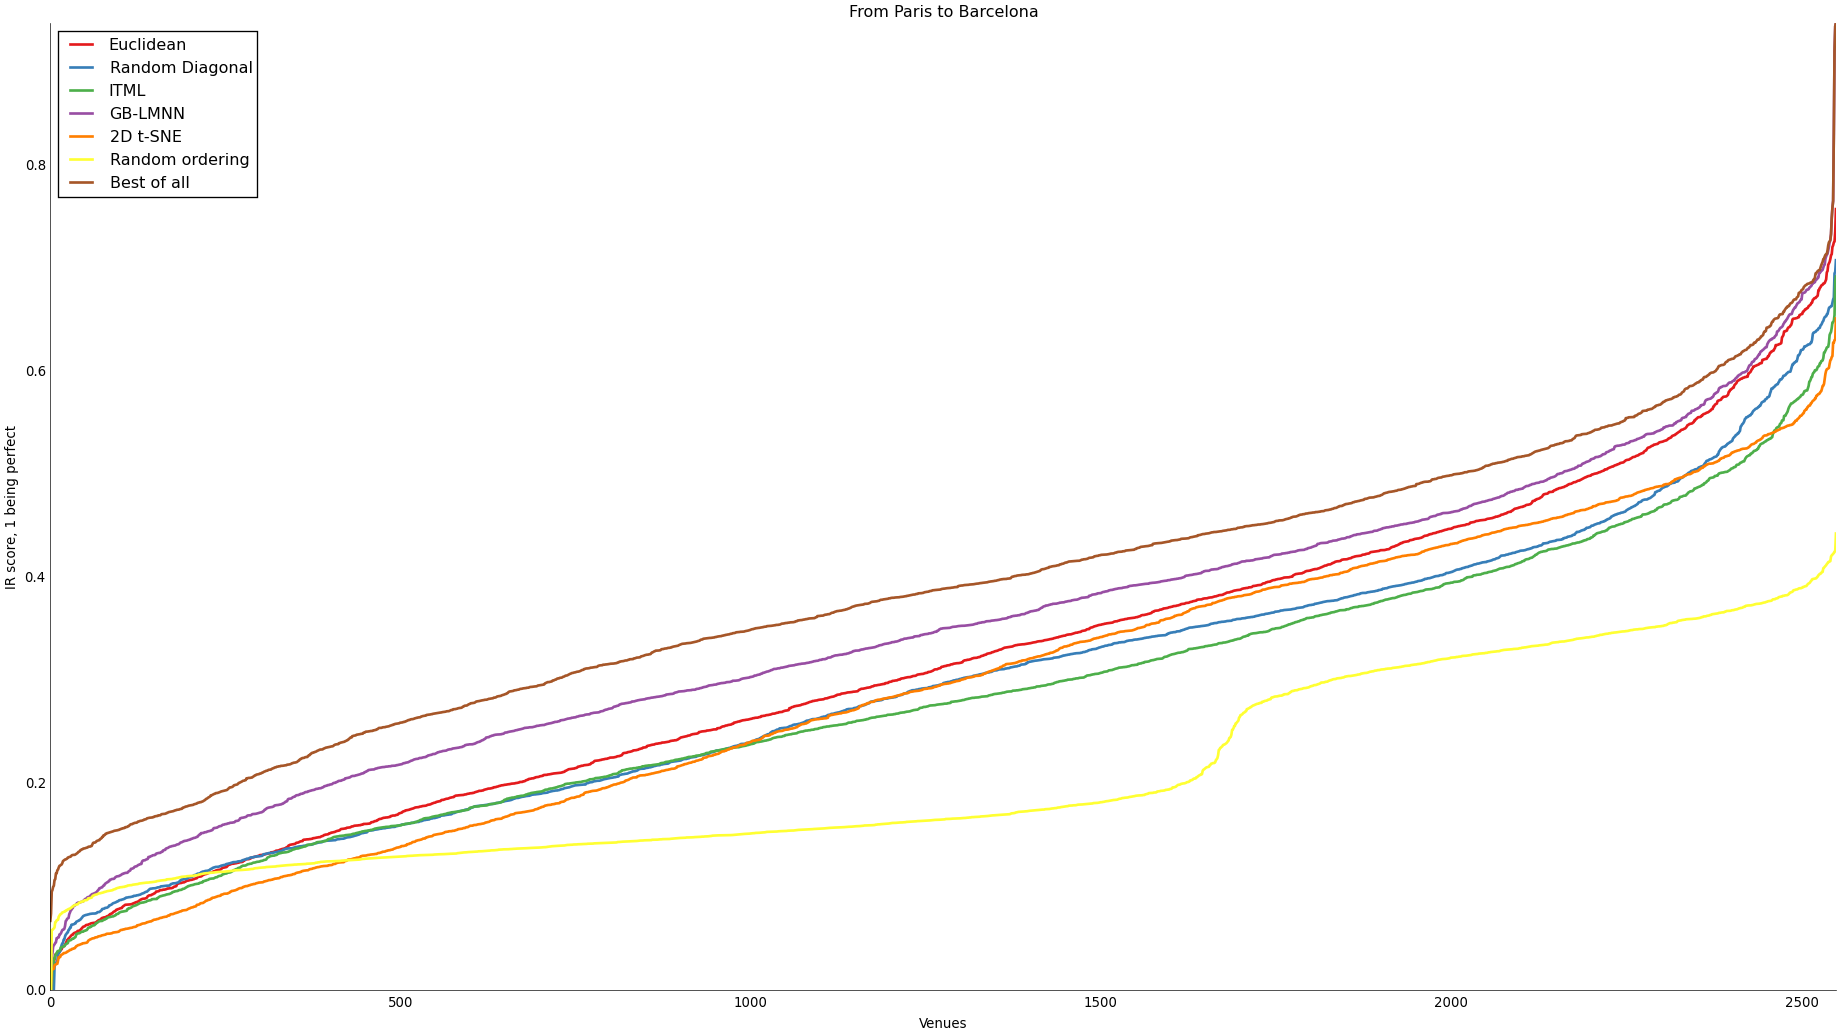 From Paris to Barcelona
Euclidean
Random Diagonal
ITML
GB-LMNN
2D t-SNE
Random ordering
Best of all
IR score, 1 being perfect
0.8
0.6
0.4
0.2
0.0
0 500 1000 1500 2000 2500
Venues